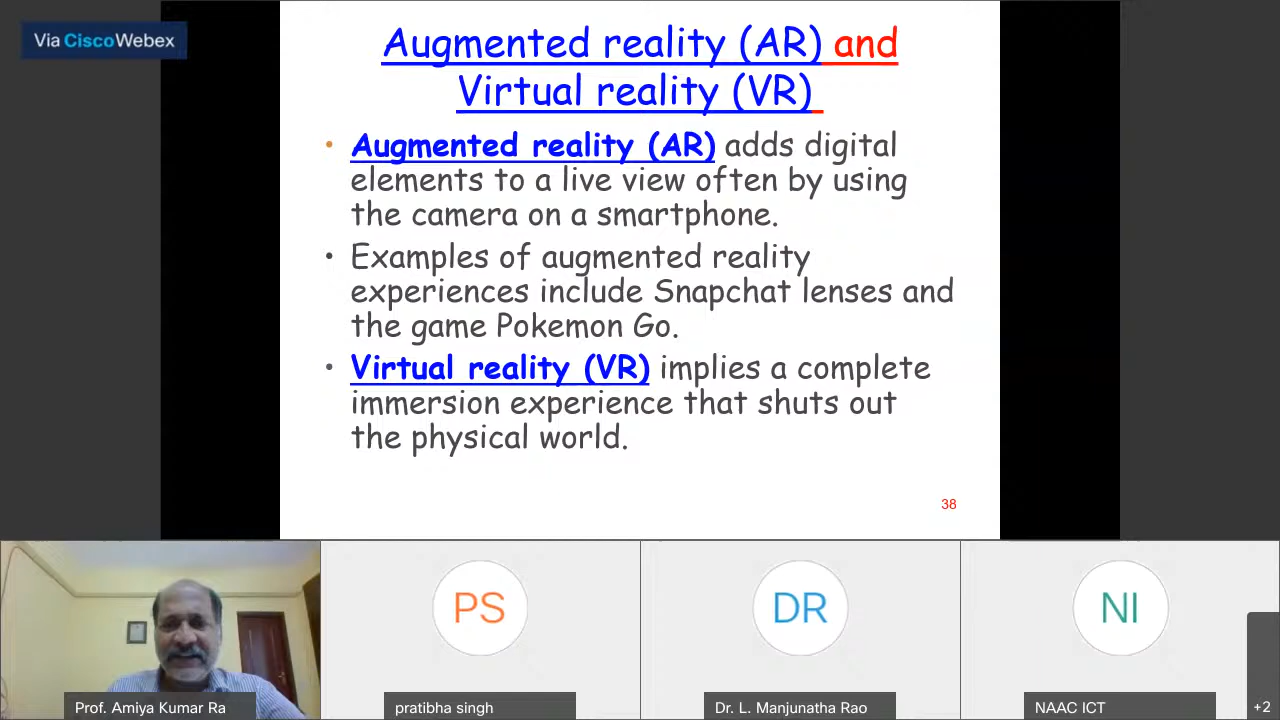 Via Cisco Webex
Augmented reality (AR) and
Virtual reality (VR)
• Augmented reality (AR) adds digital
elements to a live view often by using
the camera on a smartphone.
• Examples of augmented reality
experiences include Snapchat lenses and
the game Pokemon Go.
• Virtual reality (VR) implies a complete
immersion experience that shuts out
the physical world.
38
PS
DR
NI
Prof. Amiya Kumar Ra
pratibha singh
Dr. L. Manjunatha Rao
NAAC ICT
+2